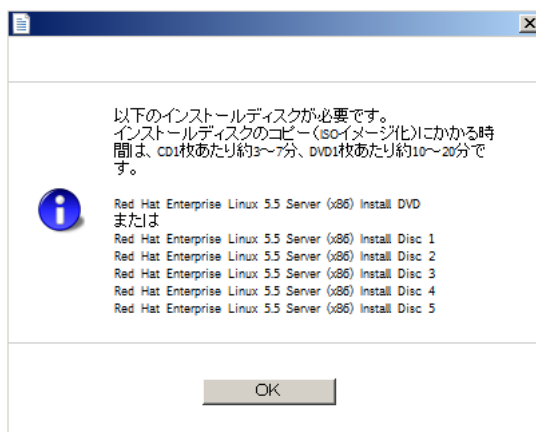 以下のインストールディスクが必要です。
インストールディスクのコピー(ISOイメージ化)にかかる時
間は、CD1枚あたり約3～7分、DVD1枚あたり約10～20分で
す。
Red Hat Enterprise Linux 5.5 Server (x86) Install DVD
または
Red Hat Enterprise Linux 5.5 Server (x86) Install Disc 1
Red Hat Enterprise Linux 5.5 Server (x86) Install Disc 2
Red Hat Enterprise Linux 5.5 Server (x86) Install Disc 3
Red Hat Enterprise Linux 5.5 Server (x86) Install Disc 4
Red Hat Enterprise Linux 5.5 Server (x86) Install Disc 5
OK